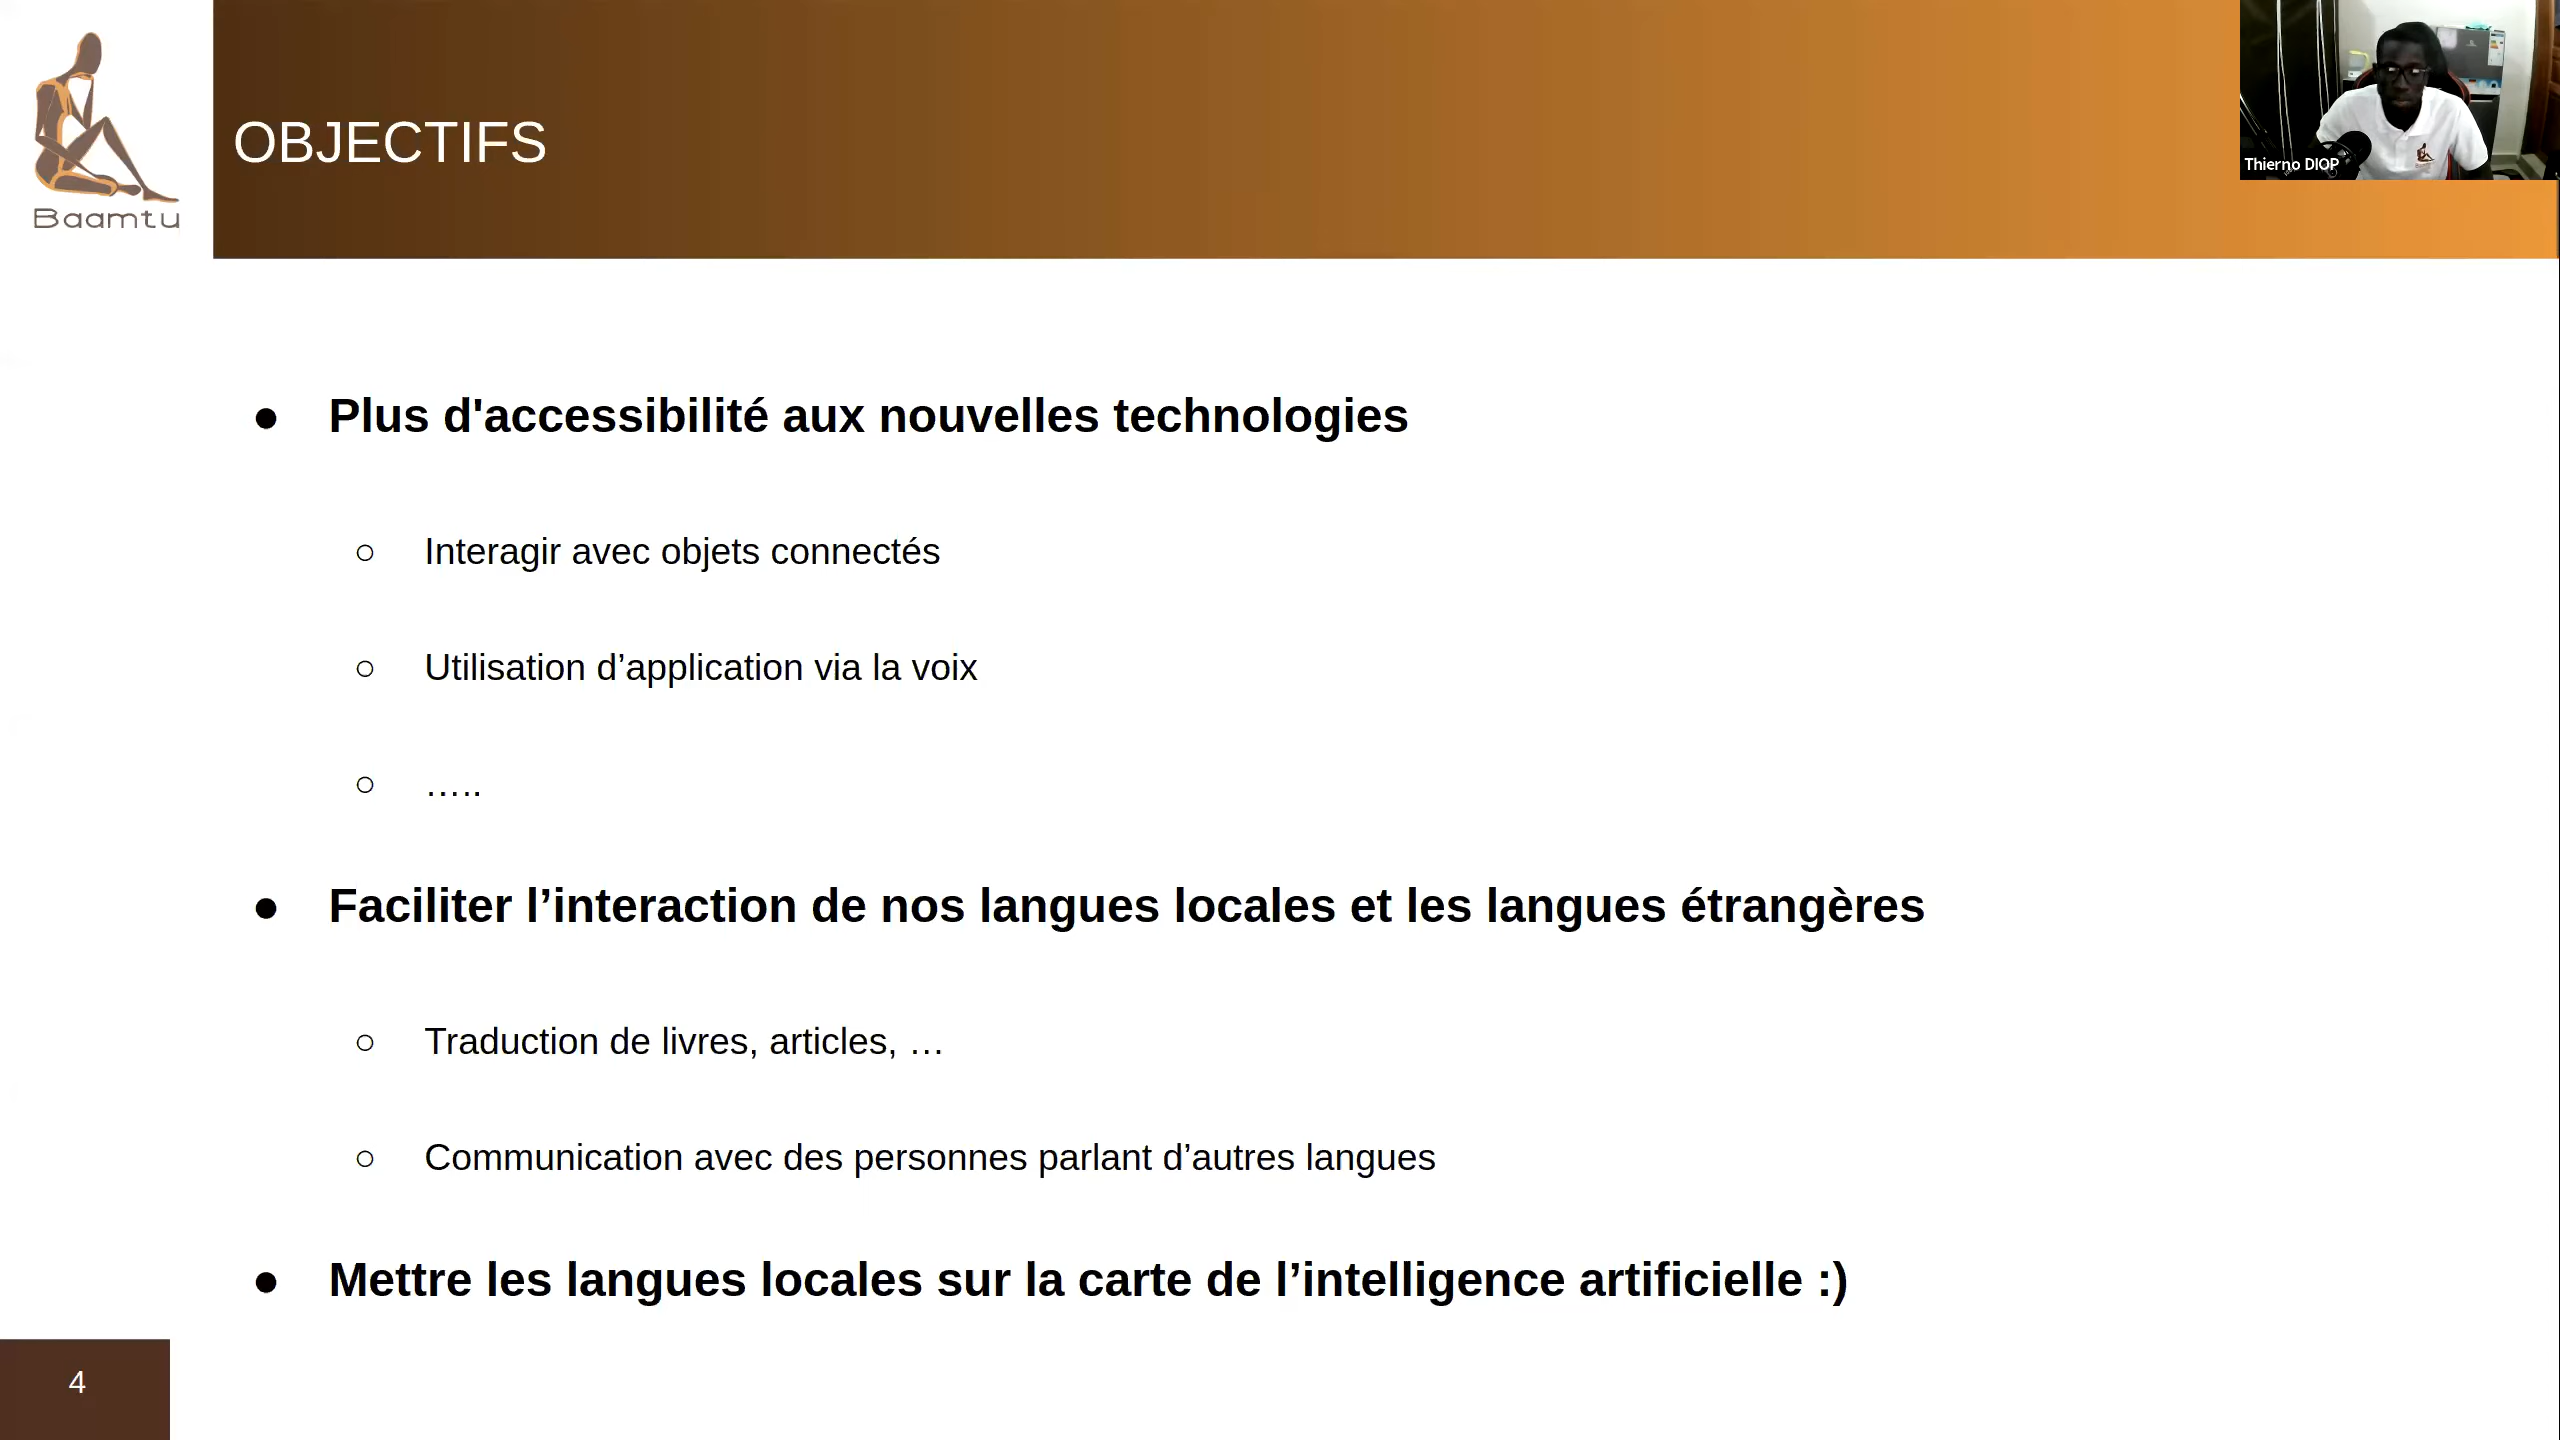 Baamtu
OBJECTIFS
Thierno DIOP
● Plus d'accessibilité aux nouvelles technologies
○ Interagir avec objets connectés
○ Utilisation d’application via la voix
○ …..
● Faciliter l’interaction de nos langues locales et les langues étrangères
○ Traduction de livres, articles, …
○ Communication avec des personnes parlant d’autres langues
● Mettre les langues locales sur la carte de l’intelligence artificielle :)
4